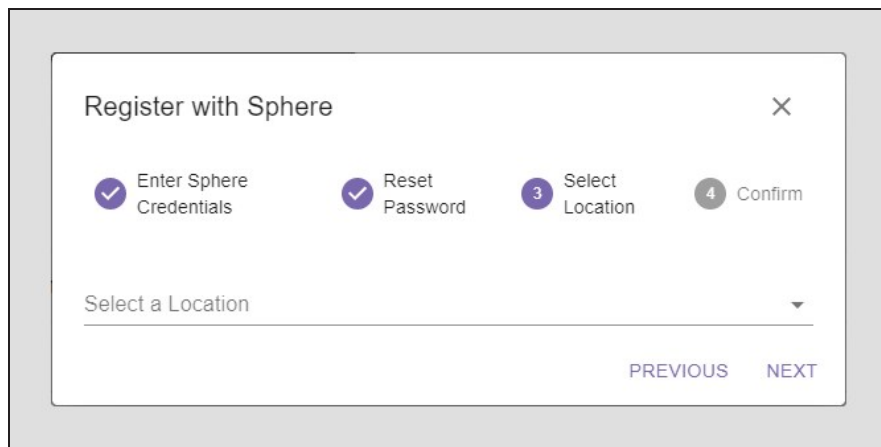 Register with Sphere
Enter Sphere
Credentials
Reset
Password
3
Select
Location
4
Confirm
Select a Location
PREVIOUS
NEXT